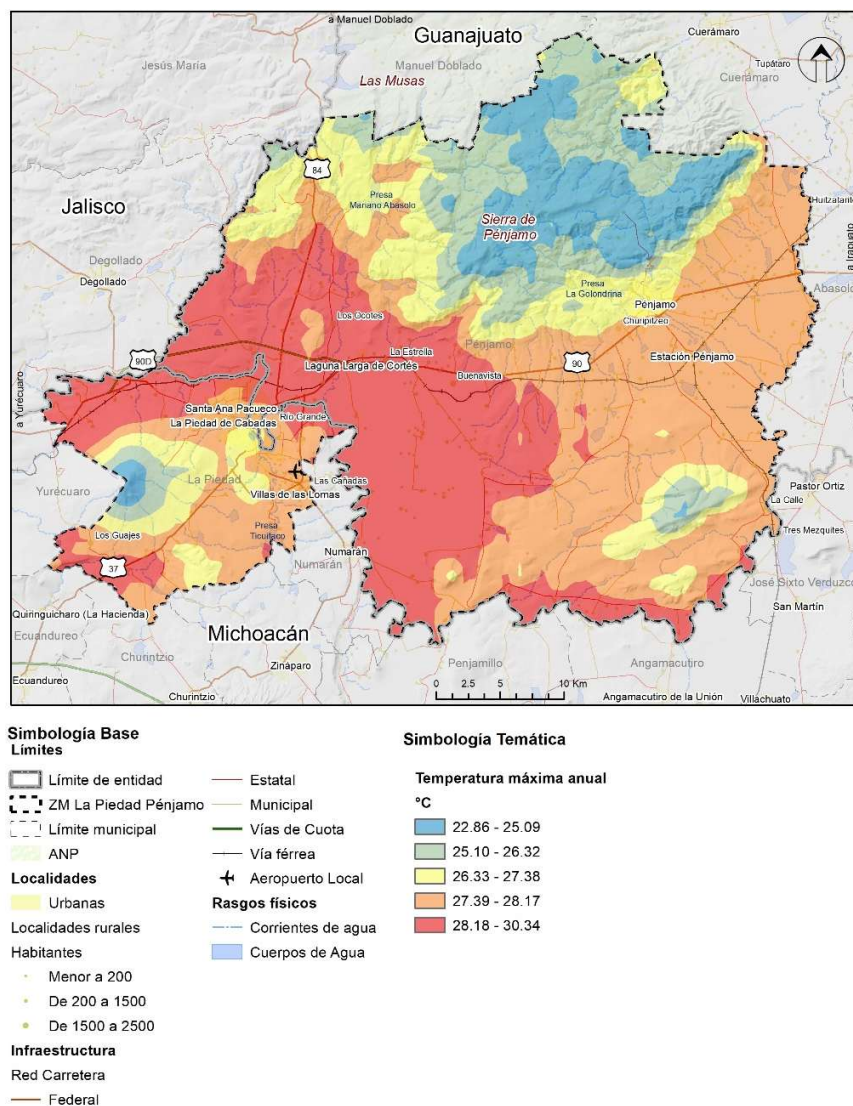 a Manuel Doblado
Guanajuato
Cuerámaro
Jesús María
Manuel Doblado
Tupátaro
Las Musas
Cuerámaro
84
Jalisco
Presa
Mariano Abasolo
Huitzatarito
Sierra de
Pénjamo
a Irapuato
Degollado
Degollado
Presa
La Golondrina
Pénjamo
Abasolo
Los Ocotes
Churipitzeo
90D
La Estrella
Pénjamo
Estación Pénjamo
Laguna Larga de Cortés
90
a Yurécuaro
Buenavista
Santa Ana Pacueco
Río Grande
La Piedad de Cabadas
Yurécuaro
La Piedad
Las Cañadas
Pastor Ortiz
Villas de las Lomas
La Calle
Los Guajes
Presa
Ticuitaco
Numarán
Tres Mezquites
37
Numarán
José Sixto Verduzco
Quiringuicharo (La Hacienda)
San Martín
Ecuandureo
Michoacán
Churintzio
Zináparo
Penjamillo
Angamacutiro
Ecuandureo
0 2.5 5 10 Km
Churintzio
Angamacutiro de la Unión
Villachuato
Simbología Base
Límites
Límite de entidad
ZM La Piedad Pénjamo
Límite municipal
ANP
Localidades
Urbanas
Localidades rurales
Habitantes
Menor a 200
De 200 a 1500
De 1500 a 2500
Infraestructura
Red Carretera
Federal
Estatal
Municipal
Vías de Cuota
Vía férrea
Aeropuerto Local
Rasgos físicos
Corrientes de agua
Cuerpos de Agua
Simbología Temática
Temperatura máxima anual
°C
22.86 - 25.09
25.10 - 26.32
26.33 - 27.38
27.39 - 28.17
28.18 - 30.34